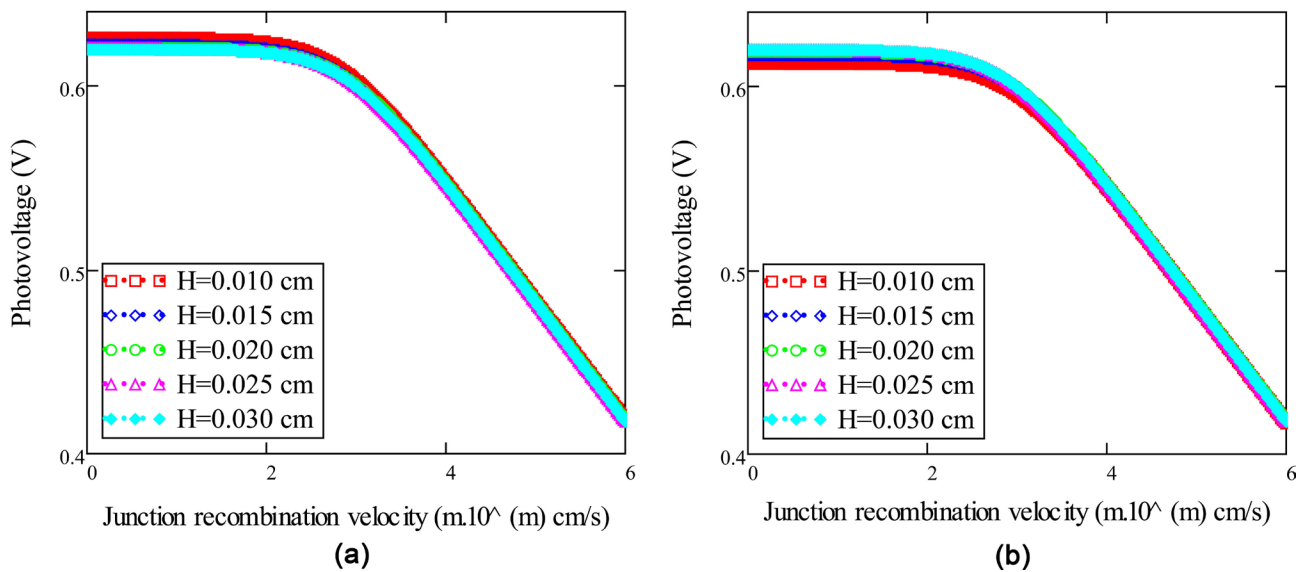 0.6
0.5
0.4
Photovoltage (V)
H=0.010 cm
H=0.015 cm
H=0.020 cm
H=0.025 cm
H=0.030 cm
0 2 4 6
Junction recombination velocity (m.10^ (m) cm/s)
(a)
0.6
0.5
0.4
Photovoltage (V)
H=0.010 cm
H=0.015 cm
H=0.020 cm
H=0.025 cm
H=0.030 cm
0 2 4 6
Junction recombination velocity (m.10^ (m) cm/s)
(b)